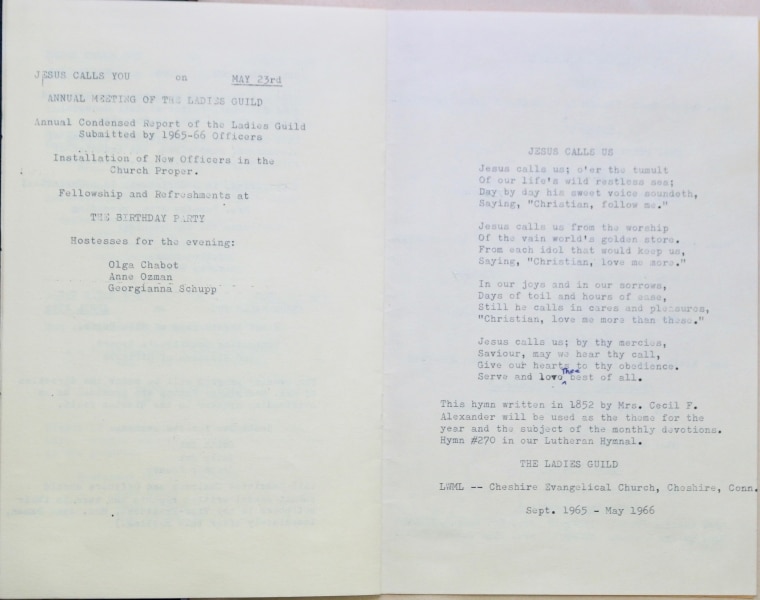 JESUS CALLS YOU on MAY 23rd
ANNUAL MEETING OF THE LADIES GUILD
Annual Condensed Report of the Ladies Guild
Submitted by 1965-66 Officers
Installation of New Officers in the
Church Proper.
Fellowship and Refreshments at
THE BIRTHDAY PARTY
Hostesses for the evening:
Olga Chabot
Anne Ozman
Georgianna Schupp
JESUS CALLS US
Jesus calls us; o'er the tumult
Of our life's wild restless sea;
Day by day his sweet voice soundeth,
Saying, "Christian, follow me."
Jesus calls us from the worship
Of the vain world's golden store.
From each idol that would keep us,
Saying, "Christian, love me more."
In our joys and in our sorrows,
Days of toil and hours of ease,
Still he calls in cares and pleasures,
"Christian, love me more than these."
Jesus calls us; by thy mercies,
Saviour, may we hear thy call,
Give our hearts to thy obedience.
Serve and love Thee best of all.
This hymn written in 1852 by Mrs. Cecil F.
Alexander will be used as the theme for the
year and the subject of the monthly devotions.
Hymn #270 in our Lutheran Hymnal.
THE LADIES GUILD
LWML -- Cheshire Evangelical Church, Cheshire, Conn.
Sept. 1965 - May 1966